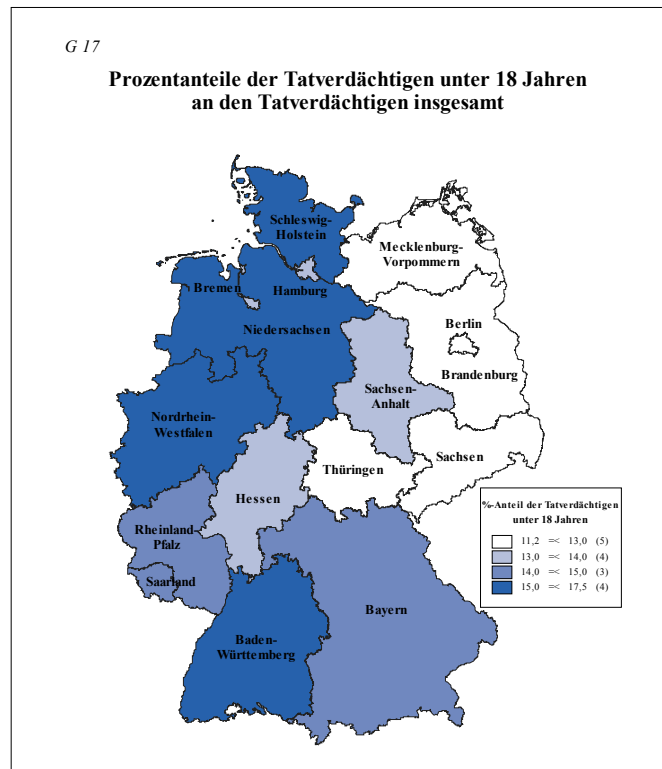 G 17
Prozentanteile der Tatverdächtigen unter 18 Jahren
an den Tatverdächtigen insgesamt
Schleswig-
Holstein
Mecklenburg-
Vorpommern
Bremen
Hamburg
Niedersachsen
Berlin
Brandenburg
Sachsen-
Anhalt
Nordrhein-
Westfalen
Sachsen
Thüringen
Hessen
Rheinland-
Pfalz
Saarland
Bayern
Baden-
Württemberg
%-Anteil der Tatverdächtigen
unter 18 Jahren
11,2 =< 13,0 (5)
13,0 =< 14,0 (4)
14,0 =< 15,0 (3)
15,0 =< 17,5 (4)